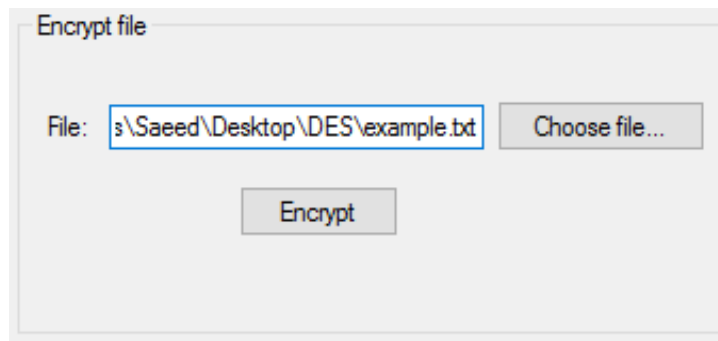 Encrypt file
File: s\Saeed\Desktop\DES\example.txt Choose file...
Encrypt